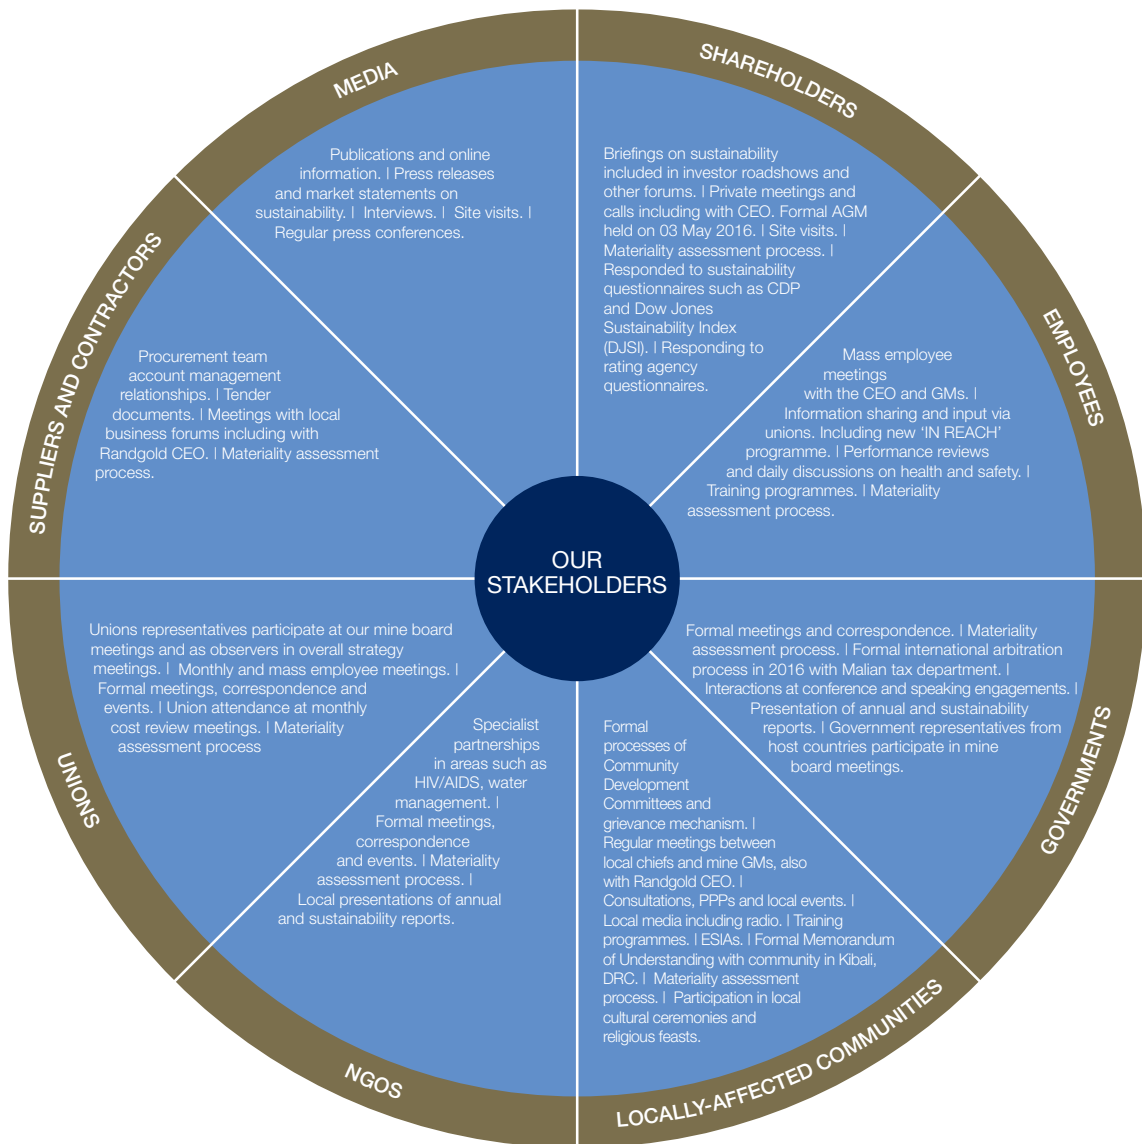 MEDIA
Publications and online
information. | Press releases
and market statements on
sustainability. | Interviews. | Site visits. |
Regular press conferences.
SHAREHOLDERS
Briefings on sustainability
included in investor roadshows and
other forums. | Private meetings and
calls including with CEO. Formal AGM
held on 03 May 2016. | Site visits. |
Materiality assessment process. |
Responded to sustainability
questionnaires such as CDP
and Dow Jones
Sustainability Index
(DJSI). | Responding to
rating agency
questionnaires.
EMPLOYEES
Mass employee
meetings
with the CEO and GMs. |
Information sharing and input via
unions. Including new ‘IN REACH’
programme. | Performance reviews
and daily discussions on health and safety. |
Training programmes. | Materiality
assessment process.
GOVERNMENTS
Formal meetings and correspondence. | Materiality
assessment process. | Formal international arbitration
process in 2016 with Malian tax department. |
Interactions at conference and speaking engagements. |
Presentation of annual and sustainability
reports. | Government representatives from
host countries participate in mine
board meetings.
LOCALLY-AFFECTED COMMUNITIES
Formal
processes of
Community
Development
Committees and
grievance mechanism. |
Regular meetings between
local chiefs and mine GMs, also
with Randgold CEO. |
Consultations, PPPs and local events. |
Local media including radio. | Training
programmes. | ESIAs. | Formal Memorandum
of Understanding with community in Kibali,
DRC. | Materiality assessment
process. | Participation in local
cultural ceremonies and
religious feasts.
NGOS
Specialist
partnerships
in areas such as
HIV/AIDS, water
management. |
Formal meetings,
correspondence
and events. | Materiality
assessment process. |
Local presentations of annual
and sustainability reports.
UNIONS
Unions representatives participate at our mine board
meetings and as observers in overall strategy
meetings. | Monthly and mass employee meetings. |
Formal meetings, correspondence and
events. | Union attendance at monthly
cost review meetings. | Materiality
assessment process
SUPPLIERS AND CONTRACTORS
Procurement team
account management
relationships. | Tender
documents. | Meetings with local
business forums including with
Randgold CEO. | Materiality assessment
process.
OUR
STAKEHOLDERS